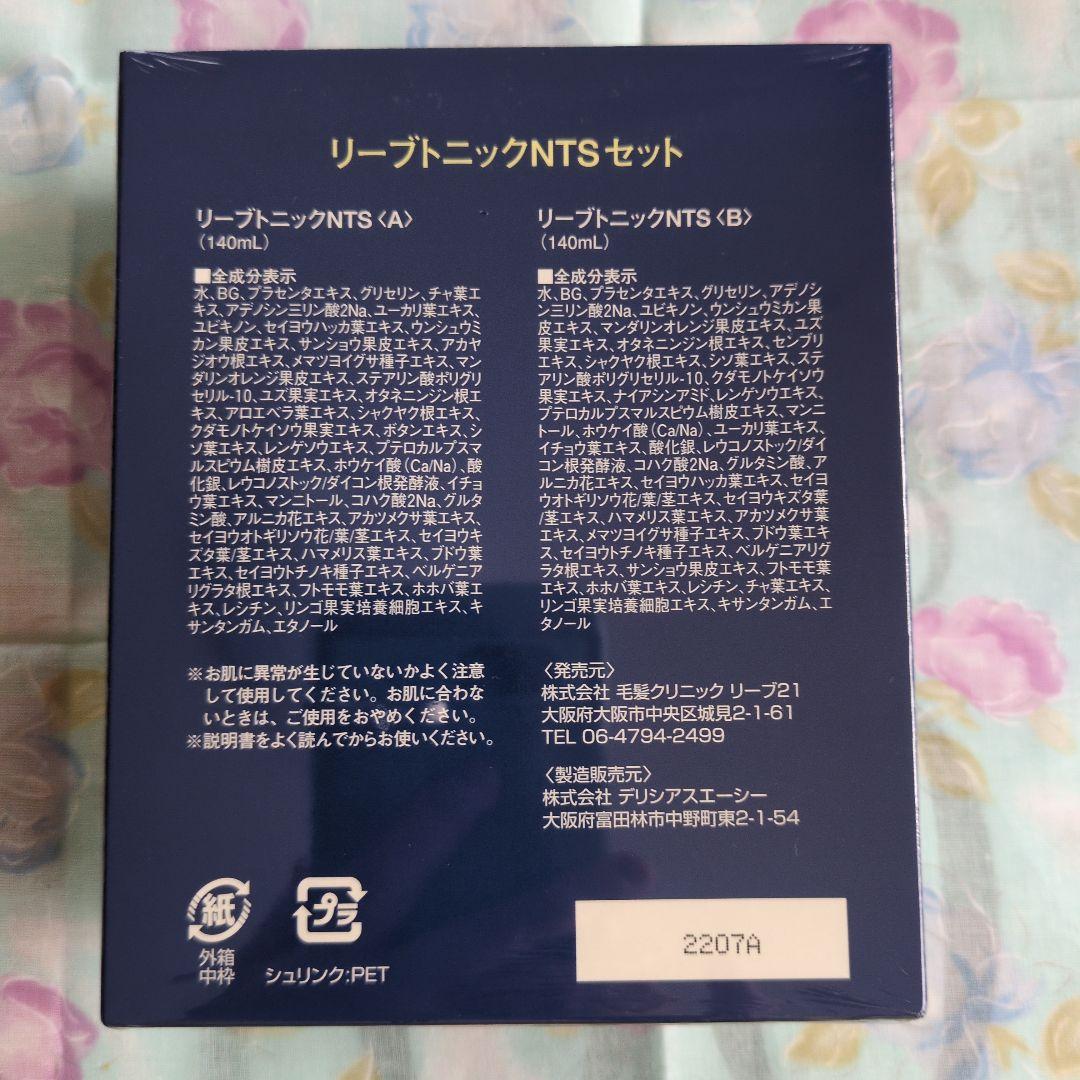 リーブトニックNTSセット
リーブトニックNTS〈A〉
（140mL）
■全成分表示
水、BG、プラセンタエキス、グリセリン、チャ葉エ
キス、アデノシン三リン酸2Na、ユーカリ葉エキス、
ユビキノン、セイヨウハッカ葉エキス、ウンシュウミ
カン果皮エキス、サンショウ果皮エキス、アカヤ
ジオウ根エキス、メマツヨイグサ種子エキス、マン
ダリンオレンジ果皮エキス、ステアリン酸ポリグリ
セリル-10、ユズ果実エキス、オタネニンジン根エ
キス、アロエベラ葉エキス、シャクヤク根エキス、
クダモノトケイソウ果実エキス、ボタンエキス、シ
ソ葉エキス、レンゲソウエキス、プテロカルプスマ
ルスピウム樹皮エキス、ホウケイ酸（Ca/Na）、酸
化銀、レウコノストック/ダイコン根発酵液、イチョ
ウ葉エキス、マンニトール、コハク酸2Na、グルタ
ミン酸、アルニカ花エキス、アカツメクサ葉エキス、
セイヨウオトギリソウ花/葉/茎エキス、セイヨウキ
ズタ葉/茎エキス、ハマメリス葉エキス、ブドウ葉
エキス、セイヨウトチノキ種子エキス、ベルゲニア
リグラタ根エキス、フトモモ葉エキス、ホホバ葉エ
キス、レシチン、リンゴ果実培養細胞エキス、キ
サンタンガム、エタノール
※お肌に異常が生じていないかよく注意
して使用してください。お肌に合わな
いときは、ご使用をおやめください。
※説明書をよく読んでからお使いください。
リーブトニックNTS〈B〉
（140mL）
■全成分表示
水、BG、プラセンタエキス、グリセリン、アデノシ
ン三リン酸2Na、ユビキノン、ウンシュウミカン果
皮エキス、マンダリンオレンジ果皮エキス、ユズ
果実エキス、オタネニンジン根エキス、センブリ
エキス、シャクヤク根エキス、シソ葉エキス、ステ
アリン酸ポリグリセリル-10、クダモノトケイソウ
果実エキス、ナイアシンアミド、レンゲソウエキス、
プテロカルプスマルスピウム樹皮エキス、マンニ
トール、ホウケイ酸（Ca/Na）、ユーカリ葉エキス、
イチョウ葉エキス、酸化銀、レウコノストック/ダイ
コン根発酵液、コハク酸2Na、グルタミン酸、ア
ルニカ花エキス、セイヨウハッカ葉エキス、セイヨ
ウオトギリソウ花/葉/茎エキス、セイヨウキズタ葉
/茎エキス、ハマメリス葉エキス、アカツメクサ葉
エキス、メマツヨイグサ種子エキス、ブドウ葉エキ
ス、セイヨウトチノキ種子エキス、ベルゲニアリグ
ラタ根エキス、サンショウ果皮エキス、フトモモ葉
エキス、ホホバ葉エキス、レシチン、チャ葉エキス、
リンゴ果実培養細胞エキス、キサンタンガム、エ
タノール
〈発売元〉
株式会社 毛髪クリニック リーブ21
大阪府大阪市中央区城見2-1-61
TEL 06-4794-2499
〈製造販売元〉
株式会社 デリシアスエーシー
大阪府富田林市中野町東2-1-54
紙
外箱
中枠
プラ
シュリンク:PET
2207A